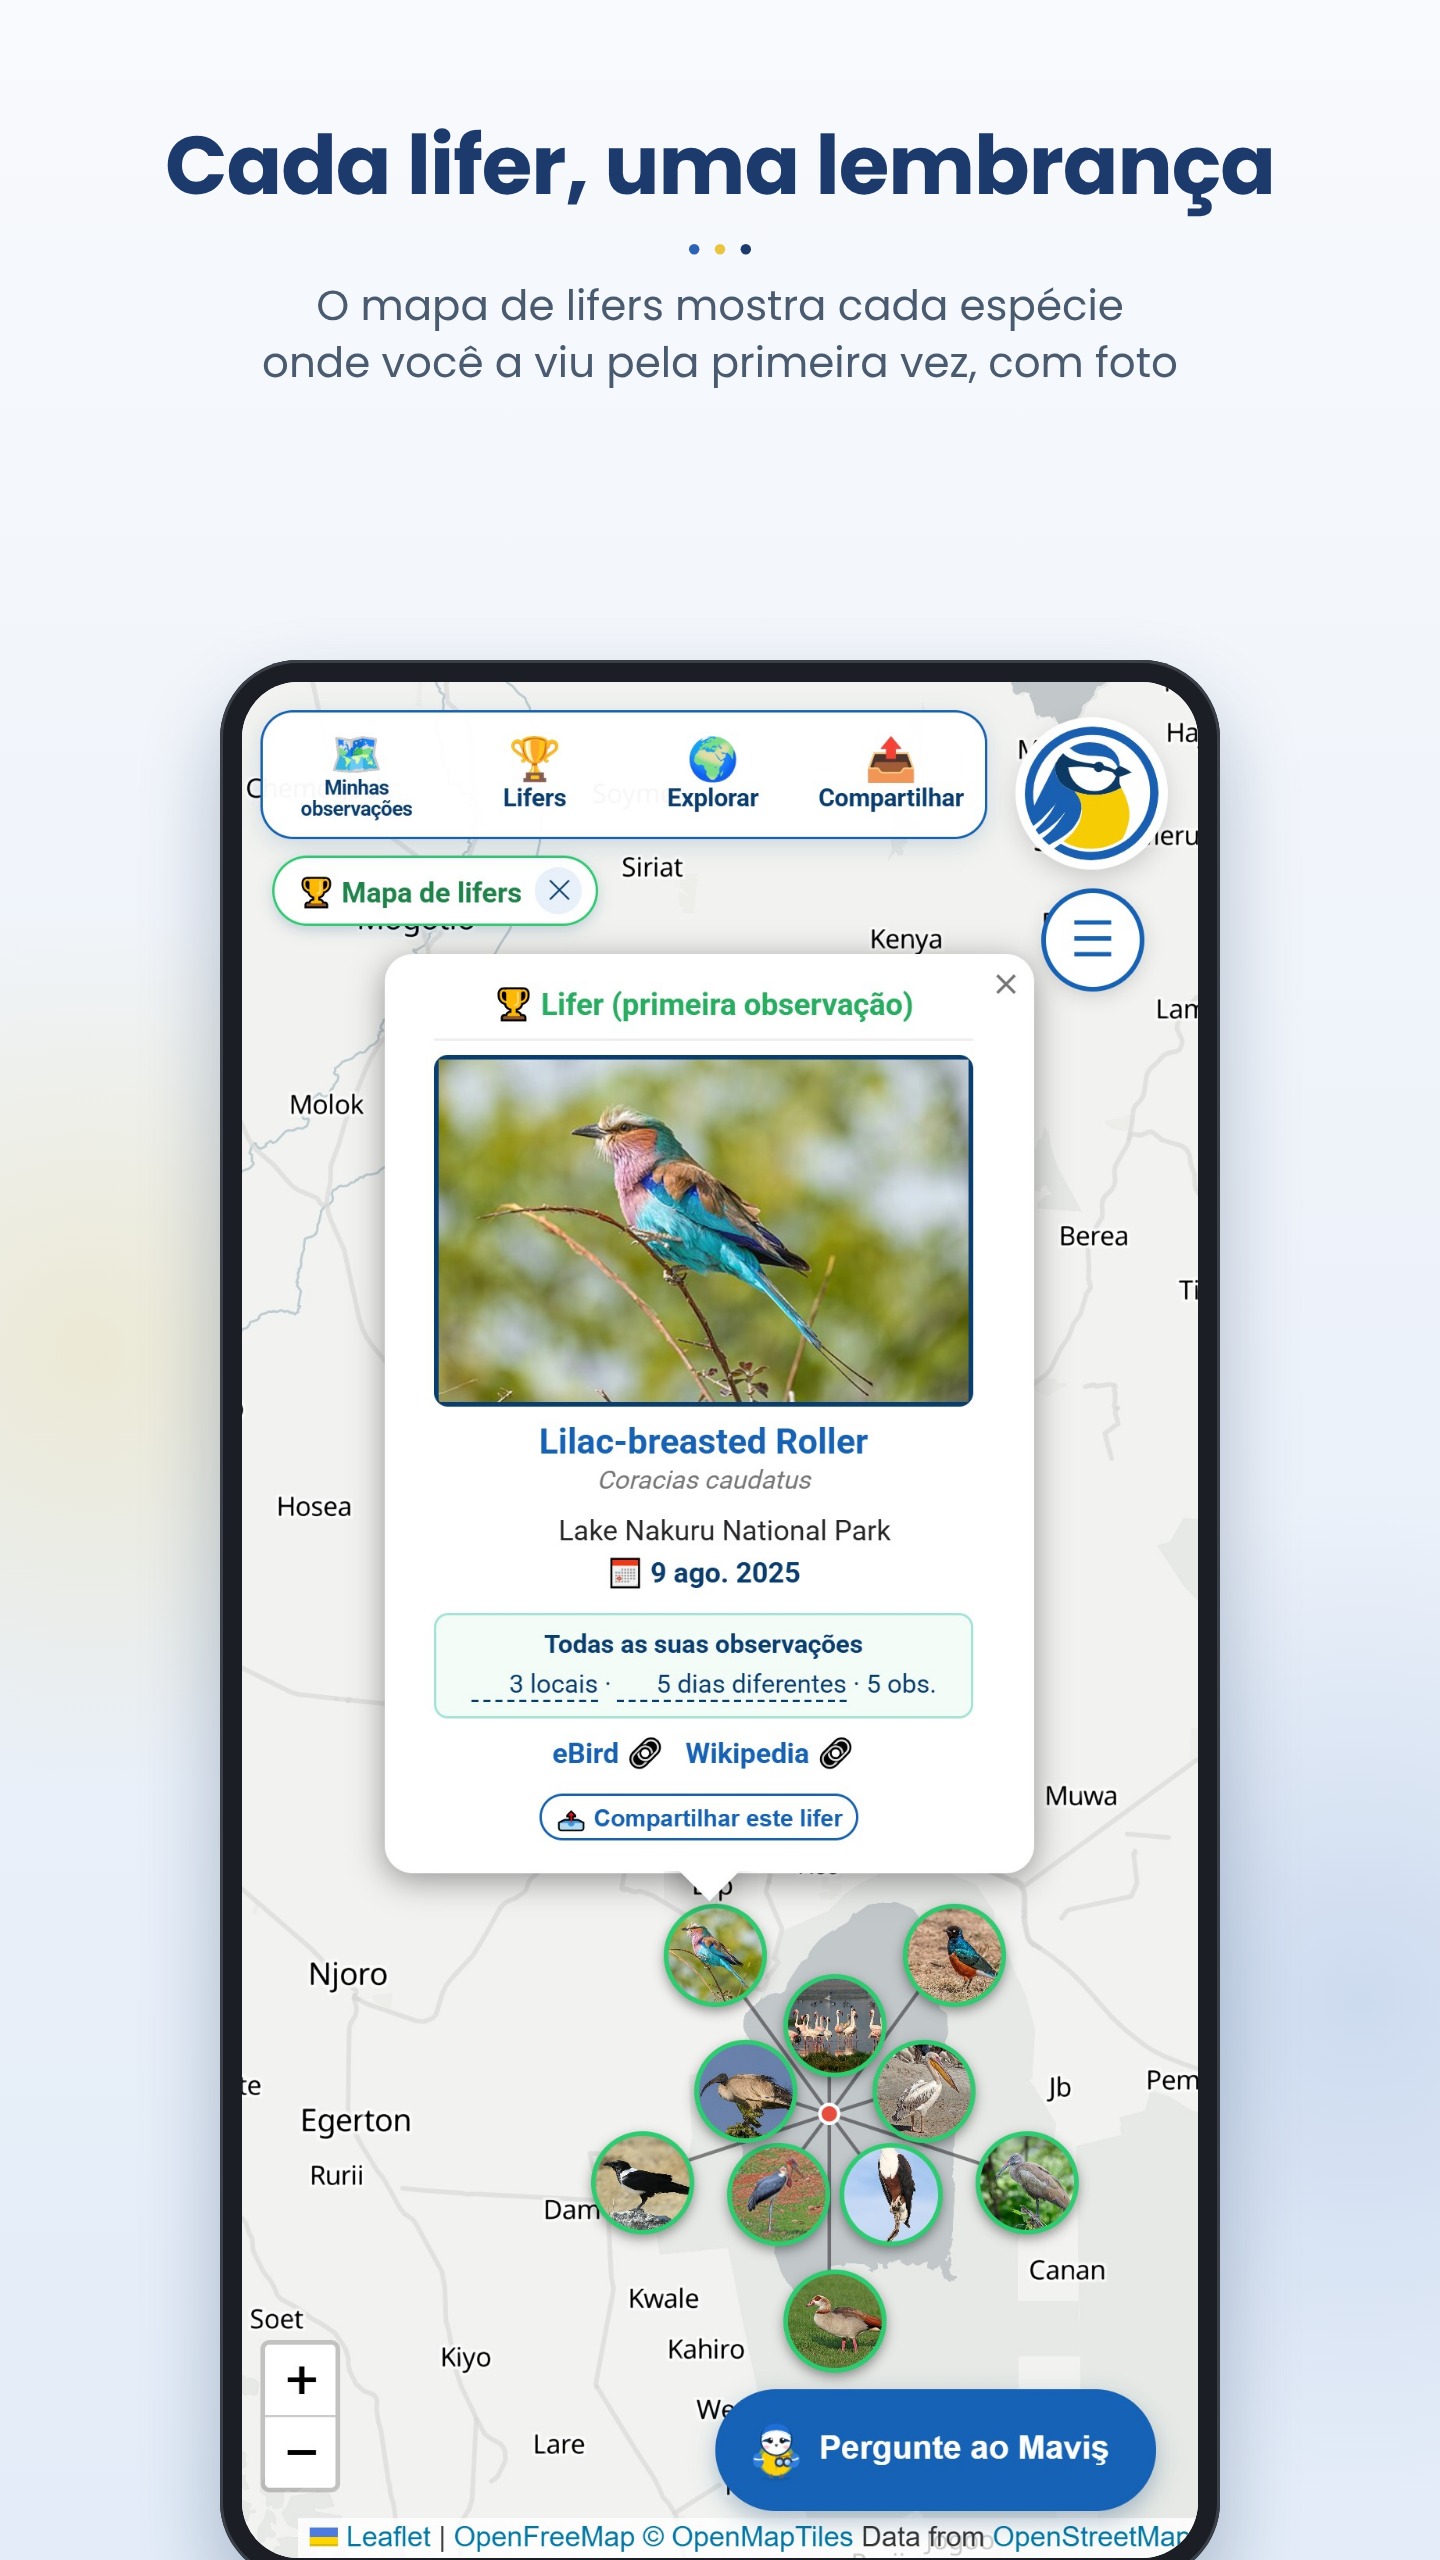 Cada lifer, uma lembrança
O mapa de lifers mostra cada espécie
onde você a viu pela primeira vez, com foto
Minhas
observações
Lifers
Explorar
Compartilhar
Siriat
Mapa de lifers
Kenya
Lifer (primeira observação)
Molok
Berea
Lilac-breasted Roller
Coracias caudatus
Hosea
Lake Nakuru National Park
9 ago. 2025
Todas as suas observações
3 locais · 5 dias diferentes · 5 obs.
eBird Wikipedia
Muwa
Compartilhar este lifer
Njoro
Jb
Egerton
Rurii
Canan
Kwale
Soet
Kahiro
Kiyo
+
Lare
−
Pergunte ao Maviş
Leaflet | OpenFreeMap © OpenMapTiles Data from OpenStreetMap